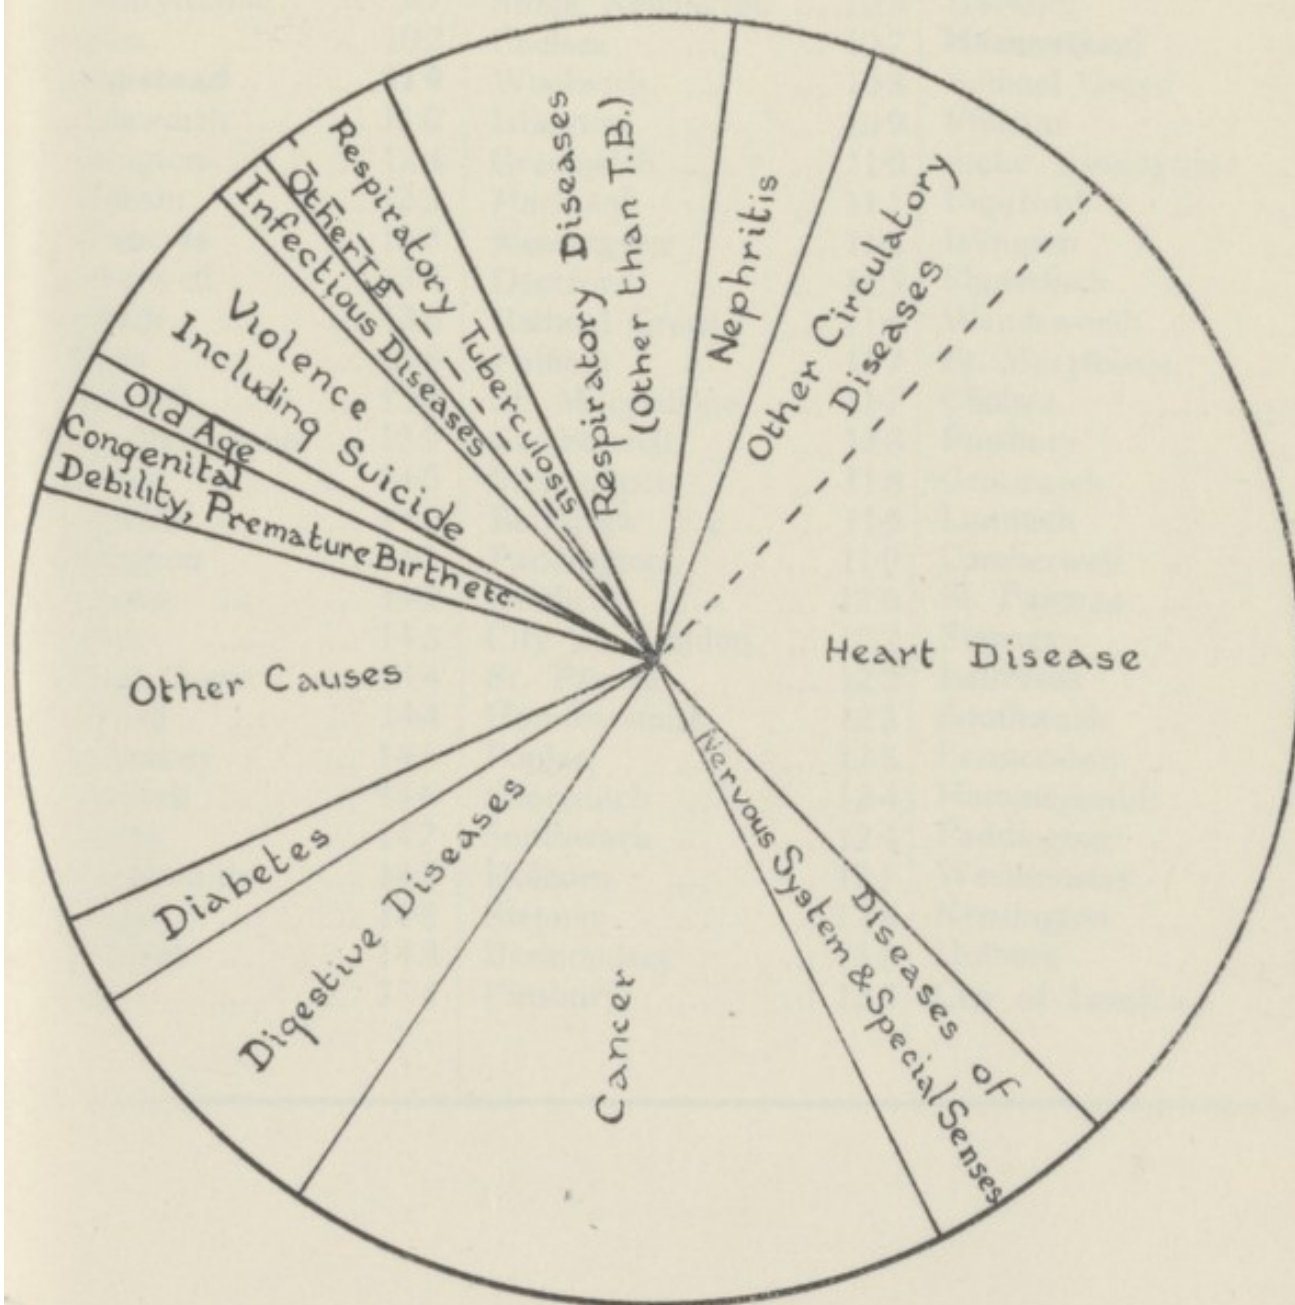 Respiratory Diseases
(Other than T.B.)
Nephritis
Other Circulatory
Diseases
Heart Disease
Diseases of
Nervous System & Special Senses
Cancer
Digestive Diseases
Diabetes
Other Causes
Congenital
Debility, Premature Birth etc.
Old Age
Violence
Including Suicide
Infectious Diseases
Other T.B.
Respiratory Tuberculosis